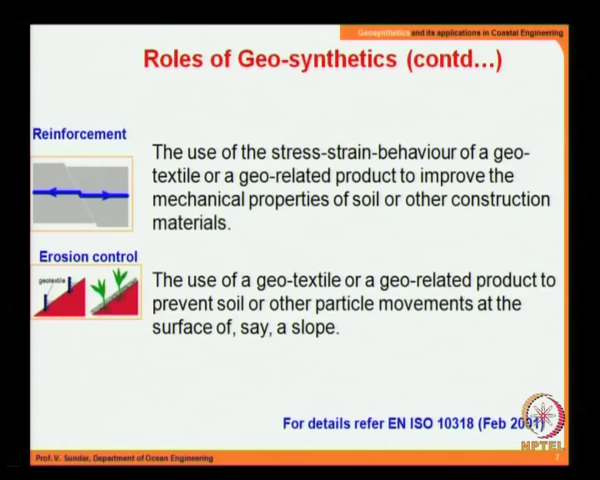 Geosynthetics and its applications in Coastal Engineering
Roles of Geo-synthetics (contd...)
Reinforcement
The use of the stress-strain-behaviour of a geo-
textile or a geo-related product to improve the
mechanical properties of soil or other construction
materials.
Erosion control
geotextile
The use of a geo-textile or a geo-related product to
prevent soil or other particle movements at the
surface of, say, a slope.
For details refer EN ISO 10318 (Feb 2001)
NPTEL
Prof. V. Sundar, Department of Ocean Engineering
7